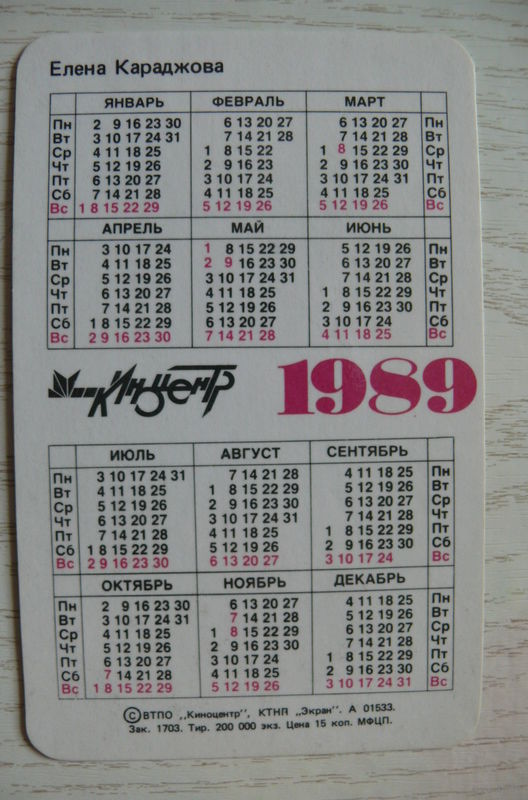 Елена Караджова
ЯНВАРЬ ФЕВРАЛЬ МАРТ
Пн 2 9 16 23 30 6 13 20 27 6 13 20 27 Пн
Вт 3 10 17 24 31 7 14 21 28 7 14 21 28 Вт
Ср 4 11 18 25 1 8 15 22 1 8 15 22 29 Ср
Чт 5 12 19 26 2 9 16 23 2 9 16 23 30 Чт
Пт 6 13 20 27 3 10 17 24 3 10 17 24 31 Пт
Сб 7 14 21 28 4 11 18 25 4 11 18 25 Сб
Вс 1 8 15 22 29 5 12 19 26 5 12 19 26 Вс
АПРЕЛЬ МАЙ ИЮНЬ
Пн 3 10 17 24 1 8 15 22 29 5 12 19 26 Пн
Вт 4 11 18 25 2 9 16 23 30 6 13 20 27 Вт
Ср 5 12 19 26 3 10 17 24 31 7 14 21 28 Ср
Чт 6 13 20 27 4 11 18 25 1 8 15 22 29 Чт
Пт 7 14 21 28 5 12 19 26 2 9 16 23 30 Пт
Сб 1 8 15 22 29 6 13 20 27 3 10 17 24 Сб
Вс 2 9 16 23 30 7 14 21 28 4 11 18 25 Вс
Киноцентр 1989
ИЮЛЬ АВГУСТ СЕНТЯБРЬ
Пн 3 10 17 24 31 7 14 21 28 4 11 18 25 Пн
Вт 4 11 18 25 1 8 15 22 29 5 12 19 26 Вт
Ср 5 12 19 26 2 9 16 23 30 6 13 20 27 Ср
Чт 6 13 20 27 3 10 17 24 31 7 14 21 28 Чт
Пт 7 14 21 28 4 11 18 25 1 8 15 22 29 Пт
Сб 1 8 15 22 29 5 12 19 26 2 9 16 23 30 Сб
Вс 2 9 16 23 30 6 13 20 27 3 10 17 24 Вс
ОКТЯБРЬ НОЯБРЬ ДЕКАБРЬ
Пн 2 9 16 23 30 6 13 20 27 4 11 18 25 Пн
Вт 3 10 17 24 31 7 14 21 28 5 12 19 26 Вт
Ср 4 11 18 25 1 8 15 22 29 6 13 20 27 Ср
Чт 5 12 19 26 2 9 16 23 30 7 14 21 28 Чт
Пт 6 13 20 27 3 10 17 24 1 8 15 22 29 Пт
Сб 7 14 21 28 4 11 18 25 2 9 16 23 30 Сб
Вс 1 8 15 22 29 5 12 19 26 3 10 17 24 31 Вс
©ВТПО „Киноцентр", КТНП „Экран". А 01533.
Зак. 1703. Тир. 200 000 экз. Цена 15 коп. МФЦП.